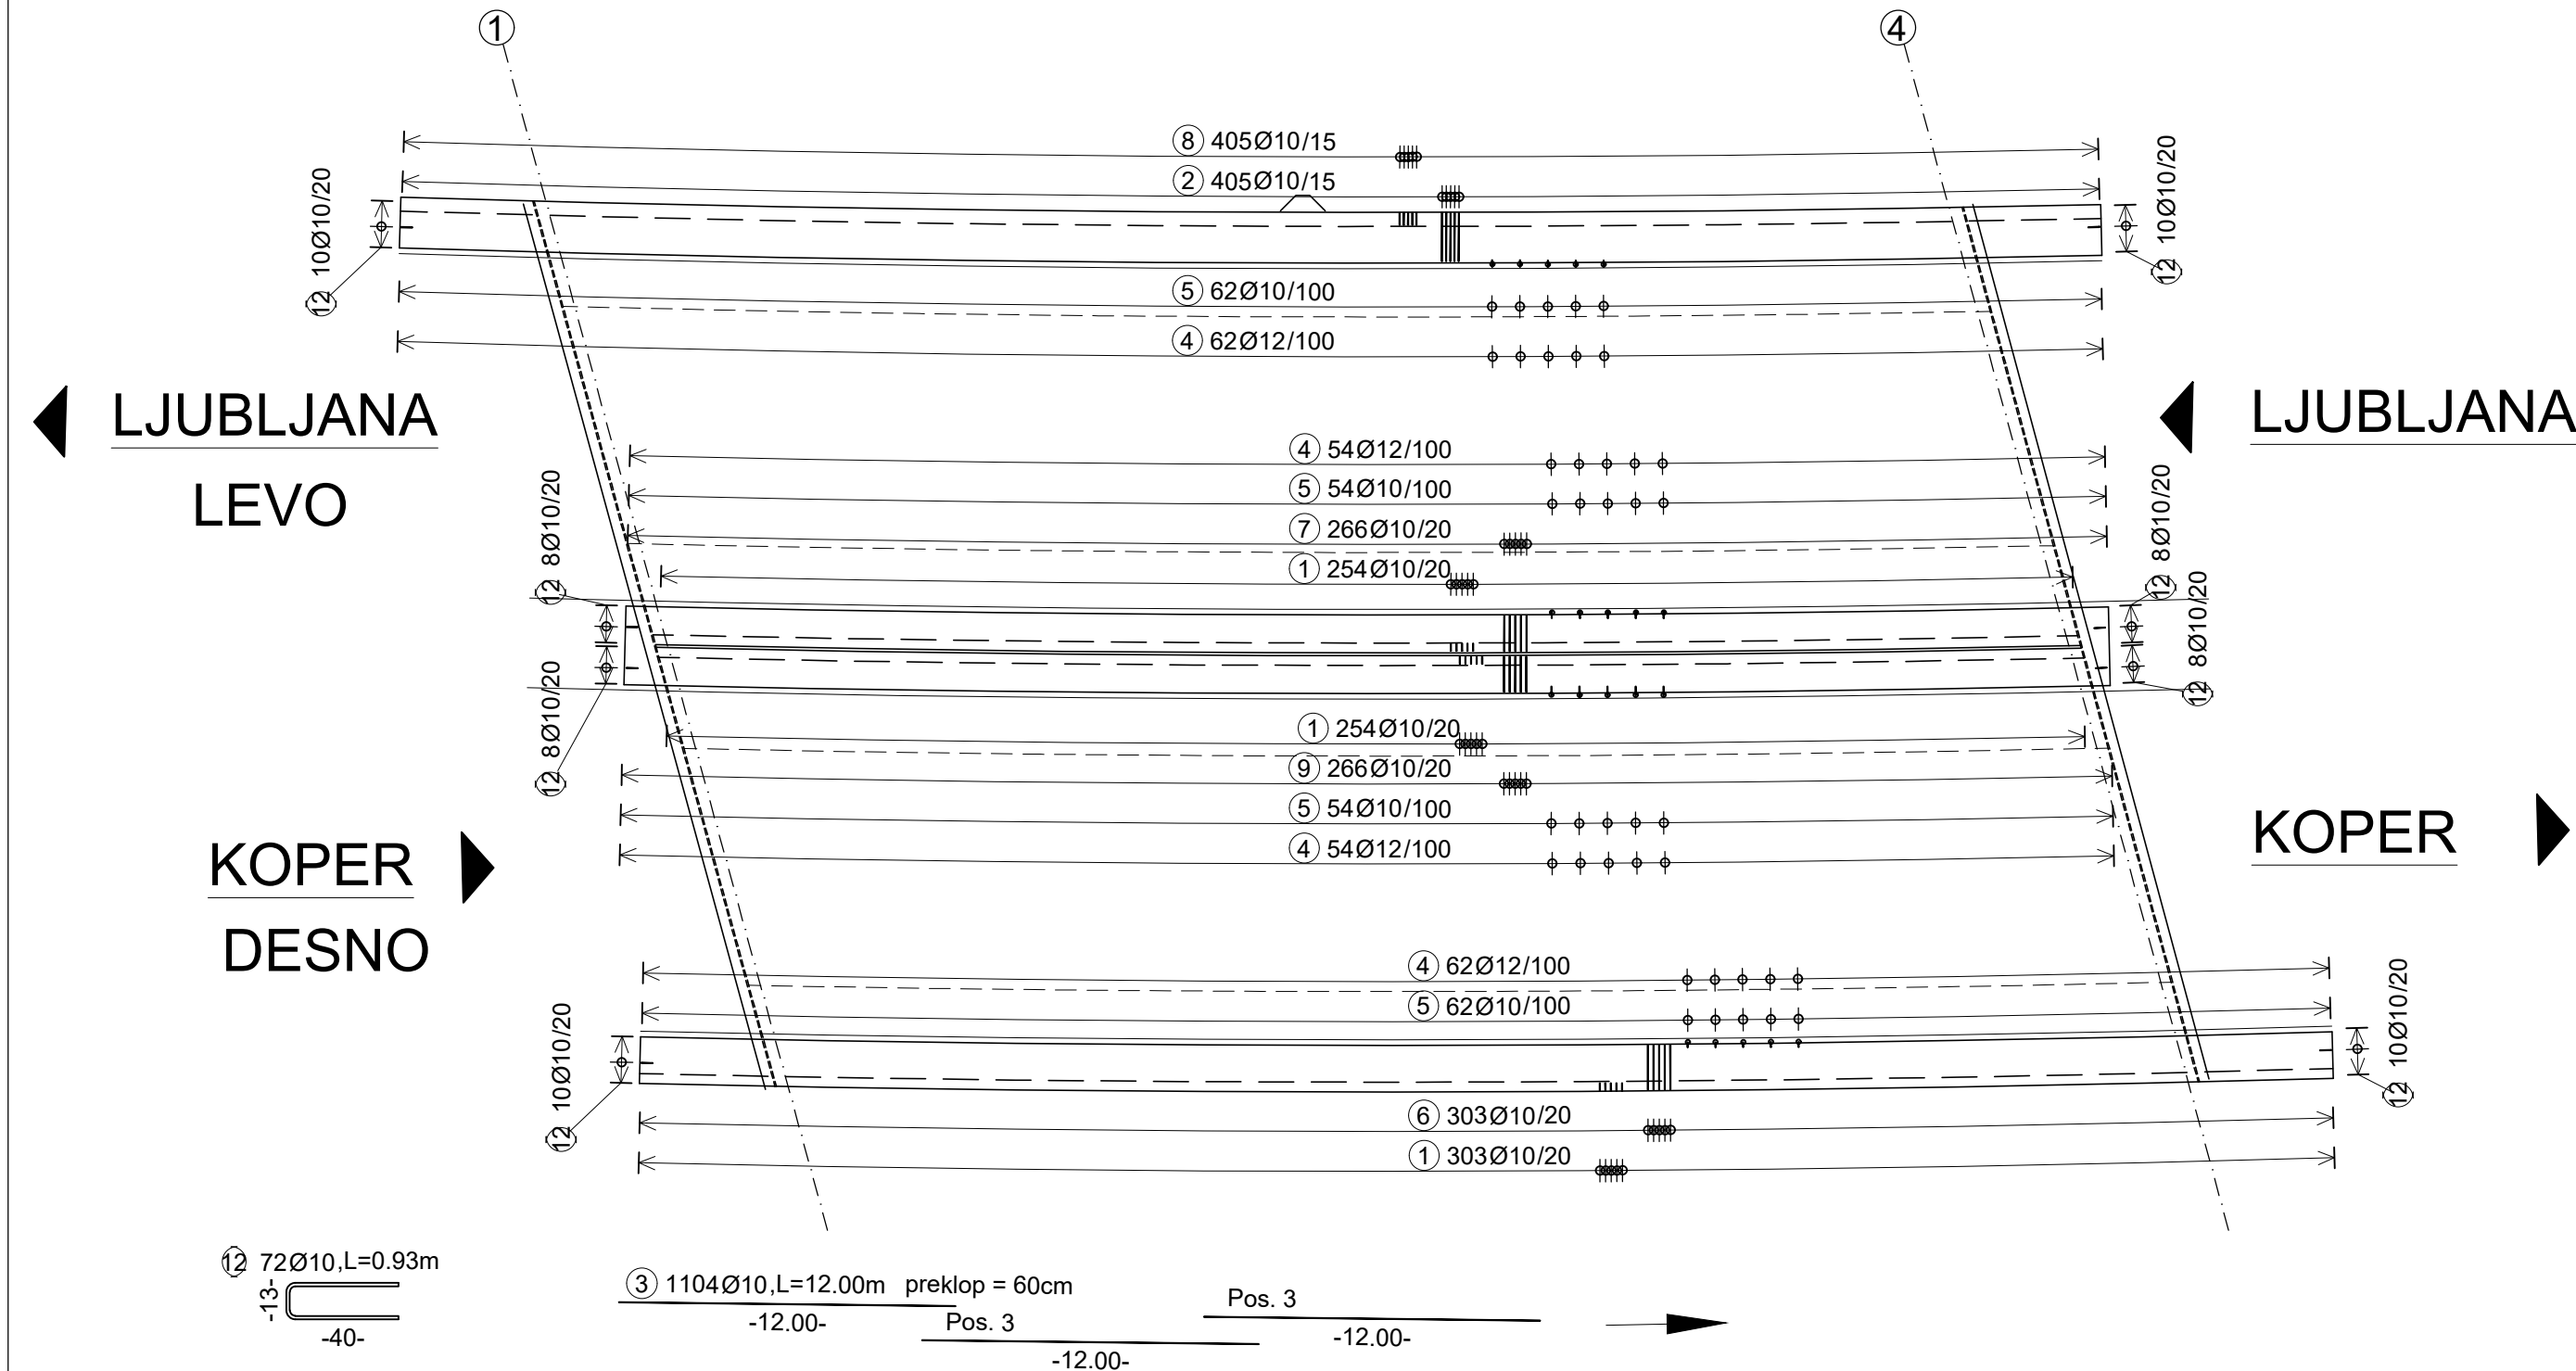 1
4
8 405Ø10/15
2 405Ø10/15
12 10Ø10/20
12 10Ø10/20
5 62Ø10/100
4 62Ø12/100
LJUBLJANA
LEVO
LJUBLJANA
4 54Ø12/100
5 54Ø10/100
7 266Ø10/20
1 254Ø10/20
12 8Ø10/20
12 8Ø10/20
12 8Ø10/20
12 8Ø10/20
1 254Ø10/20
9 266Ø10/20
5 54Ø10/100
4 54Ø12/100
KOPER
DESNO
KOPER
4 62Ø12/100
5 62Ø10/100
12 10Ø10/20
12 10Ø10/20
6 303Ø10/20
1 303Ø10/20
12 72Ø10,L=0.93m
-13-
-40-
3 1104Ø10,L=12.00m preklop = 60cm
-12.00-
Pos. 3
-12.00-
Pos. 3
-12.00-